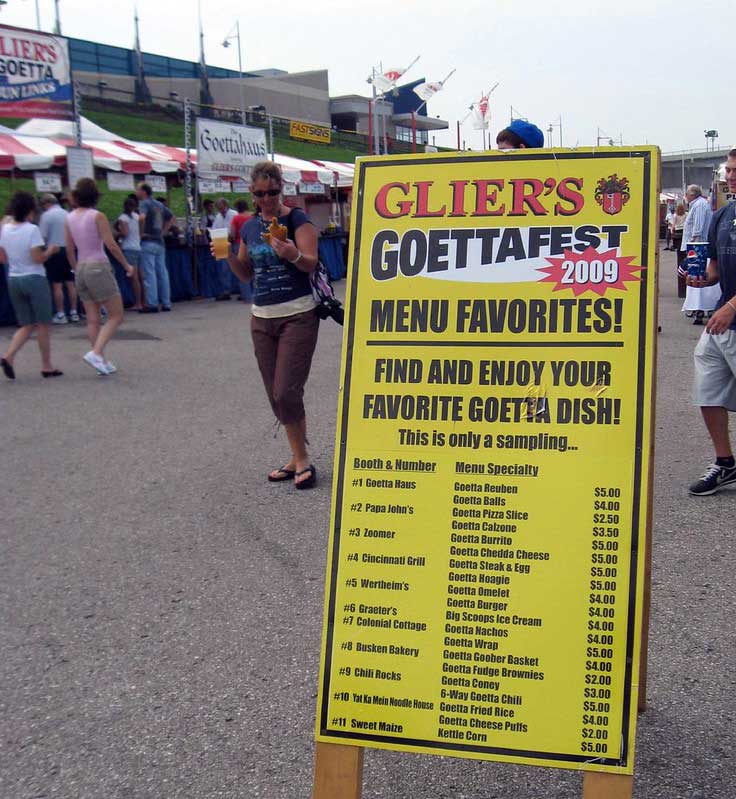 LIER'S
GOETTA
UN LINKS
The
Goettahaus
GLIER'S GOETTA
FASTSIGNS
GLIER'S
GOETTAFEST
2009
MENU FAVORITES!
FIND AND ENJOY YOUR
FAVORITE GOETTA DISH!
This is only a sampling...
Booth & Number Menu Specialty
#1 Goetta Haus Goetta Reuben $5.00
Goetta Balls $4.00
#2 Papa John's Goetta Pizza Slice $2.50
Goetta Calzone $3.50
#3 Zoomer Goetta Burrito $5.00
Goetta Chedda Cheese $5.00
#4 Cincinnati Grill Goetta Steak & Egg $5.00
Goetta Hoagie $5.00
#5 Wertheim's Goetta Omelet $4.00
Goetta Burger $4.00
#6 Graeter's Big Scoops Ice Cream $4.00
#7 Colonial Cottage Goetta Nachos $4.00
Goetta Wrap $5.00
#8 Busken Bakery Goetta Goober Basket $4.00
Goetta Fudge Brownies $2.00
#9 Chili Rocks Goetta Coney $3.00
6-Way Goetta Chili $5.00
#10 Yat Ka Mein Noodle House Goetta Fried Rice $4.00
Goetta Cheese Puffs $2.00
#11 Sweet Maize Kettle Corn $5.00